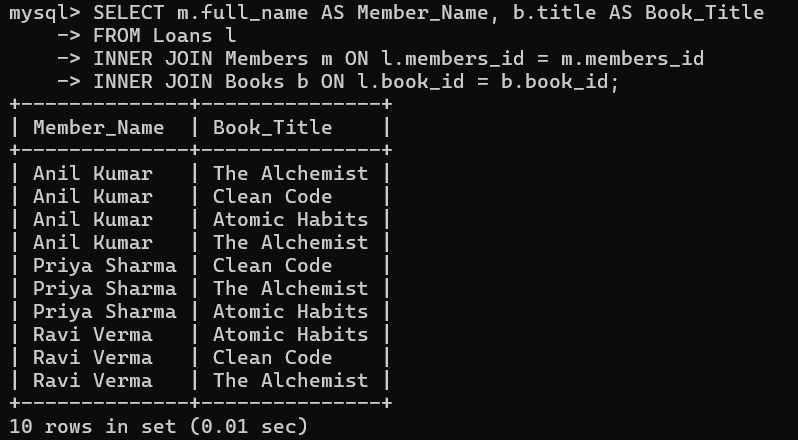 mysql> SELECT m.full_name AS Member_Name, b.title AS Book_Title
    -> FROM Loans l
    -> INNER JOIN Members m ON l.members_id = m.members_id
    -> INNER JOIN Books b ON l.book_id = b.book_id;
+--------------+---------------+
| Member_Name  | Book_Title    |
+--------------+---------------+
| Anil Kumar   | The Alchemist |
| Anil Kumar   | Clean Code    |
| Anil Kumar   | Atomic Habits |
| Anil Kumar   | The Alchemist |
| Priya Sharma | Clean Code    |
| Priya Sharma | The Alchemist |
| Priya Sharma | Atomic Habits |
| Ravi Verma   | Atomic Habits |
| Ravi Verma   | Clean Code    |
| Ravi Verma   | The Alchemist |
+--------------+---------------+
10 rows in set (0.01 sec)